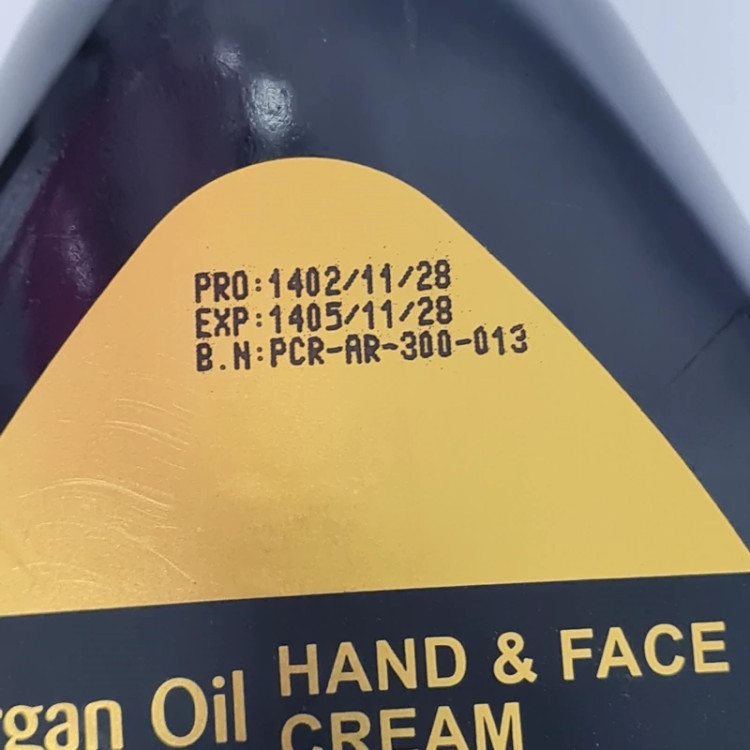 PRO:1402/11/28
EXP:1405/11/28
B.N:PCR-AR-300-013
rgan Oil HAND & FACE
CREAM